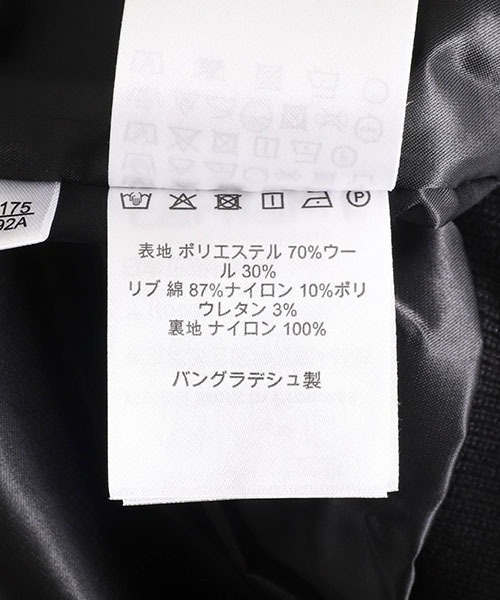 175
92A
P
表地 ポリエステル 70%ウー
ル 30%
リブ 綿 87%ナイロン 10%ポリ
ウレタン 3%
裏地 ナイロン 100%
バングラデシュ製